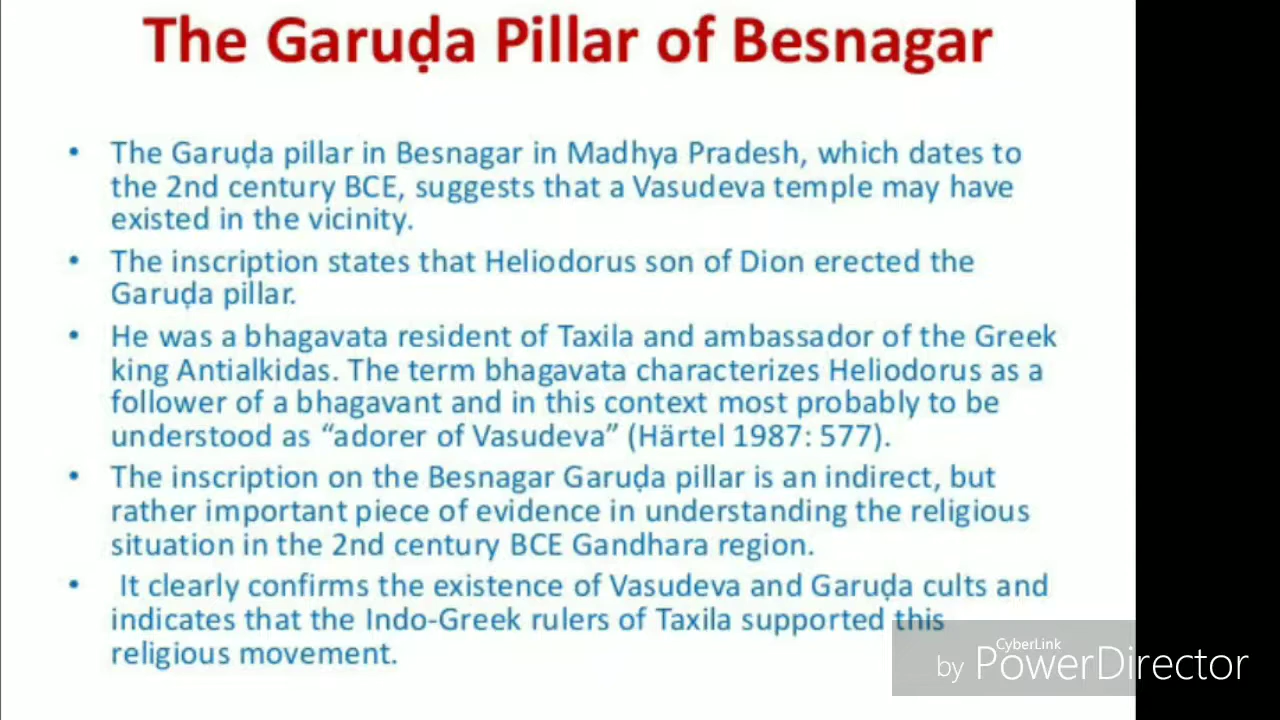 The Garuḍa Pillar of Besnagar
• The Garuḍa pillar in Besnagar in Madhya Pradesh, which dates to
the 2nd century BCE, suggests that a Vasudeva temple may have
existed in the vicinity.
• The inscription states that Heliodorus son of Dion erected the
Garuḍa pillar.
• He was a bhagavata resident of Taxila and ambassador of the Greek
king Antialkidas. The term bhagavata characterizes Heliodorus as a
follower of a bhagavant and in this context most probably to be
understood as “adorer of Vasudeva” (Härtel 1987: 577).
• The inscription on the Besnagar Garuḍa pillar is an indirect, but
rather important piece of evidence in understanding the religious
situation in the 2nd century BCE Gandhara region.
• It clearly confirms the existence of Vasudeva and Garuḍa cults and
indicates that the Indo-Greek rulers of Taxila supported this
religious movement.
CyberLink
by PowerDirector